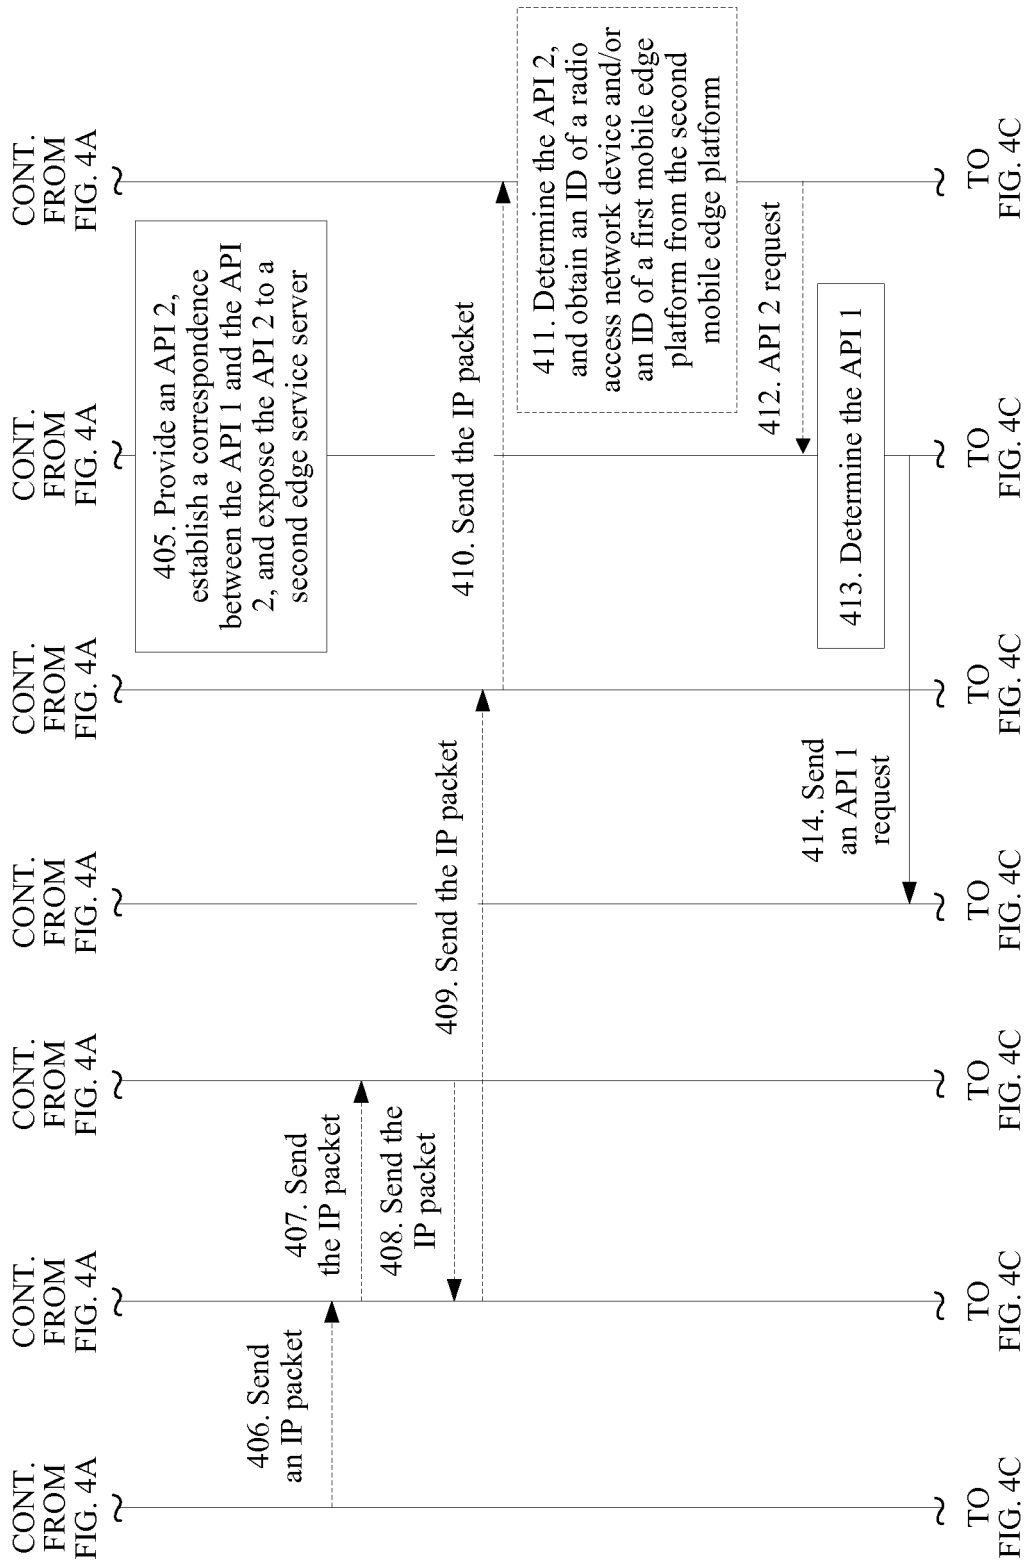 CONT.
FROM
FIG. 4A
CONT.
FROM
FIG. 4A
CONT.
FROM
FIG. 4A
CONT.
FROM
FIG. 4A
CONT.
FROM
FIG. 4A
CONT.
FROM
FIG. 4A
CONT.
FROM
FIG. 4A
405. Provide an API 2,
establish a correspondence
between the API 1 and the API
2, and expose the API 2 to a
second edge service server
406. Send
an IP packet
407. Send
the IP packet
408. Send the
IP packet
409. Send the IP packet
410. Send the IP packet
411. Determine the API 2,
and obtain an ID of a radio
access network device and/or
an ID of a first mobile edge
platform from the second
mobile edge platform
412. API 2 request
413. Determine the API 1
414. Send
an API 1
request
TO
FIG. 4C
TO
FIG. 4C
TO
FIG. 4C
TO
FIG. 4C
TO
FIG. 4C
TO
FIG. 4C
TO
FIG. 4C